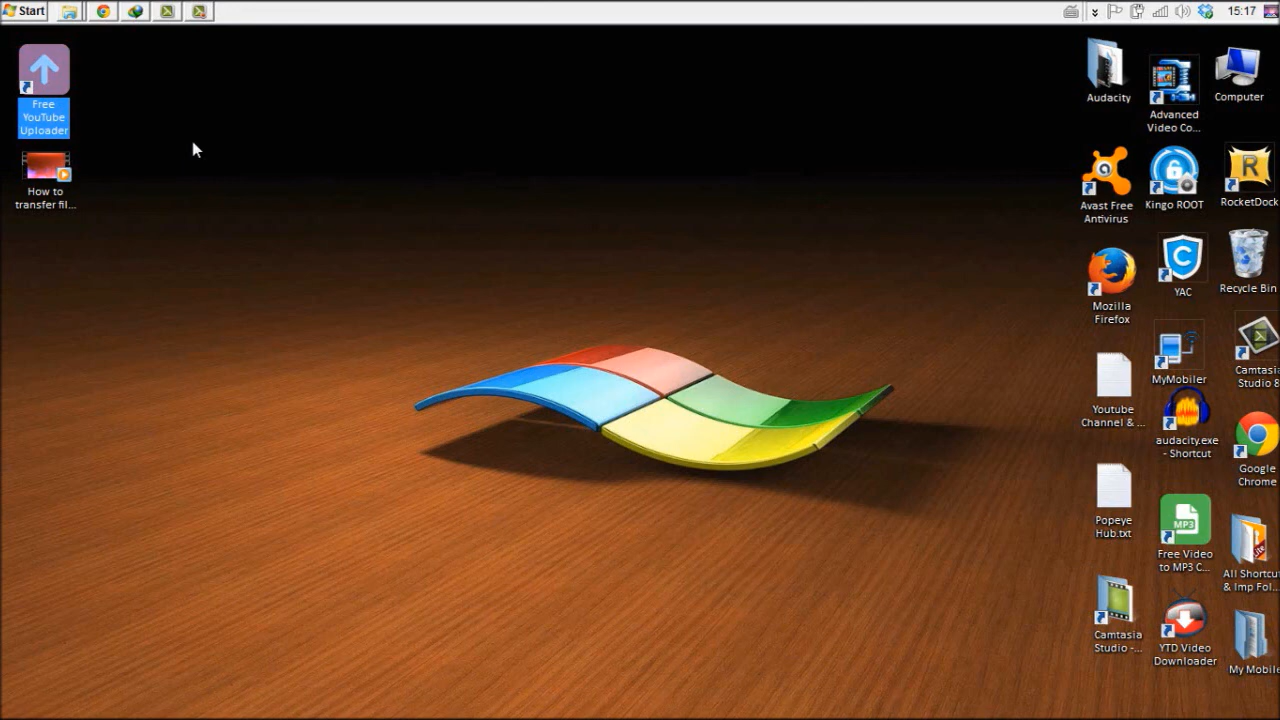 Start
15:17
Free
YouTube
Uploader
How to
transfer fil...
Audacity
Advanced
Video Co...
Computer
Avast Free
Antivirus
Kingo ROOT
R
RocketDock
Mozilla
Firefox
C
YAC
Recycle Bin
Youtube
Channel & ...
MyMobiler
Camtasia
Studio 8
audacity.exe
- Shortcut
Google
Chrome
Popeye
Hub.txt
MP3
Free Video
to MP3 C...
All Shortcut
& Imp Fol...
Camtasia
Studio -...
YTD Video
Downloader
My Mobile